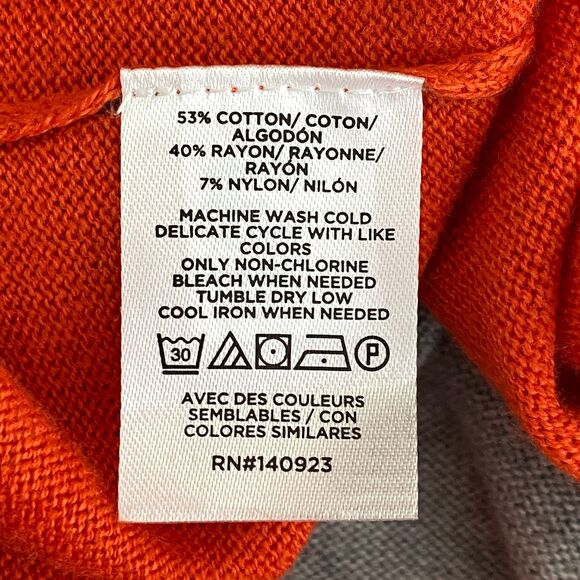 53% COTTON/ COTON/
ALGODÓN
40% RAYON/ RAYONNE/
RAYÓN
7% NYLON/ NILÓN
MACHINE WASH COLD
DELICATE CYCLE WITH LIKE
COLORS
ONLY NON-CHLORINE
BLEACH WHEN NEEDED
TUMBLE DRY LOW
COOL IRON WHEN NEEDED
30 P
AVEC DES COULEURS
SEMBLABLES / CON
COLORES SIMILARES
RN#140923